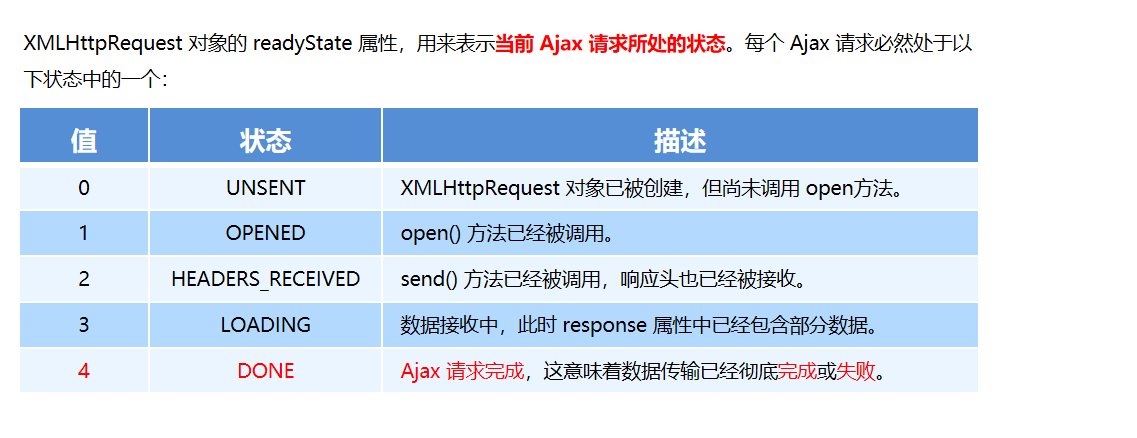 XMLHttpRequest 对象的 readyState 属性，用来表示当前 Ajax 请求所处的状态。每个 Ajax 请求必然处于以
下状态中的一个：
值 状态 描述
0 UNSENT XMLHttpRequest 对象已被创建，但尚未调用 open方法。
1 OPENED open() 方法已经被调用。
2 HEADERS_RECEIVED send() 方法已经被调用，响应头也已经被接收。
3 LOADING 数据接收中，此时 response 属性中已经包含部分数据。
4 DONE Ajax 请求完成，这意味着数据传输已经彻底完成或失败。